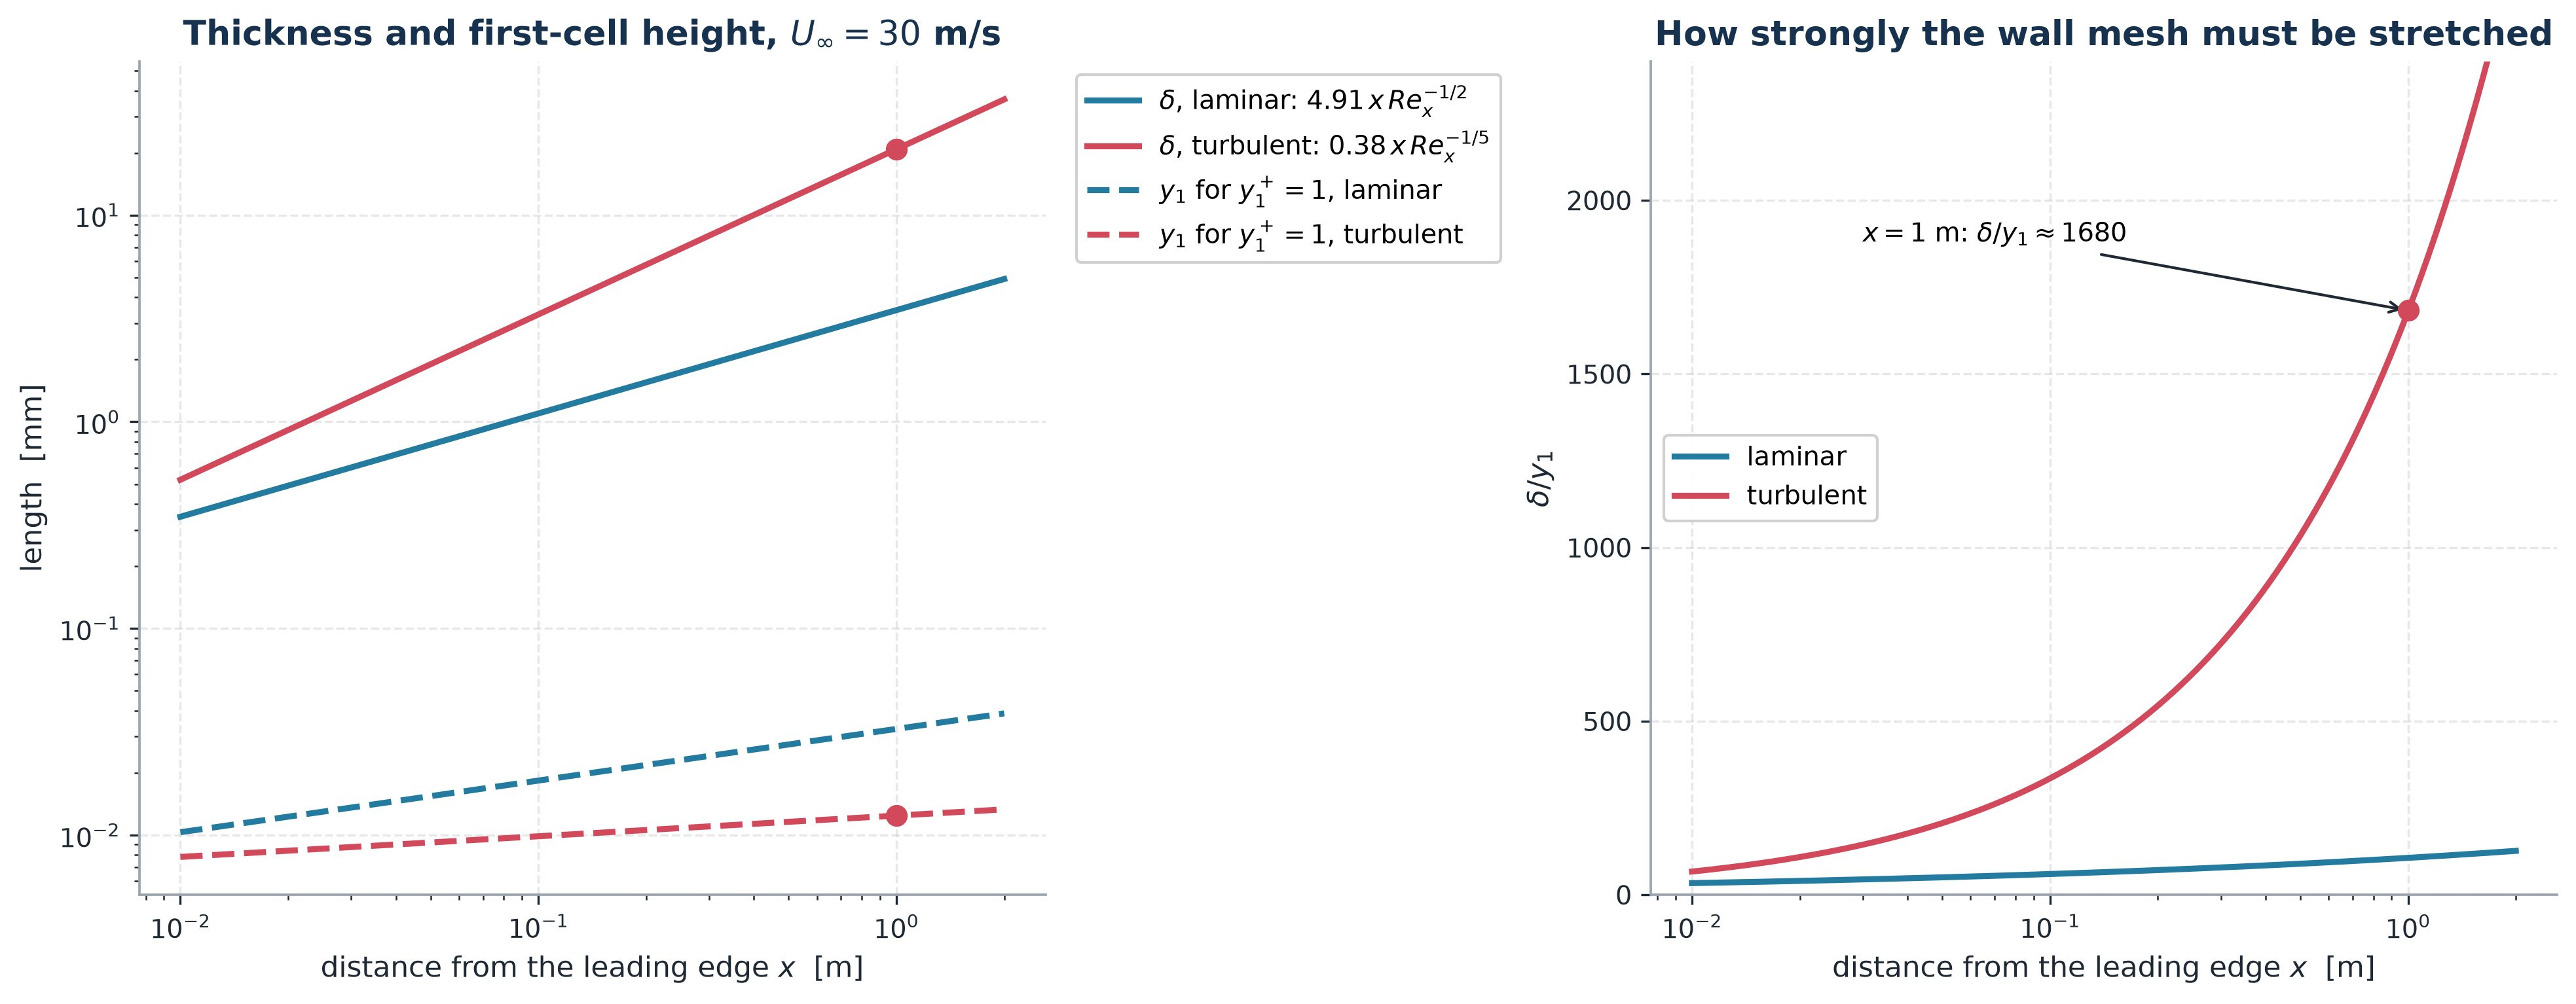 Thickness and first-cell height, U∞ = 30 m/s
10¹
10⁰
10⁻¹
10⁻²
length [mm]
10⁻²
10⁻¹
10⁰
distance from the leading edge x [m]
δ, laminar: 4.91 x Reₓ^{−1/2}
δ, turbulent: 0.38 x Reₓ^{−1/5}
y₁ for y₁⁺ = 1, laminar
y₁ for y₁⁺ = 1, turbulent
How strongly the wall mesh must be stretched
2000
1500
1000
500
0
δ/y₁
x = 1 m: δ/y₁ ≈ 1680
laminar
turbulent
10⁻²
10⁻¹
10⁰
distance from the leading edge x [m]